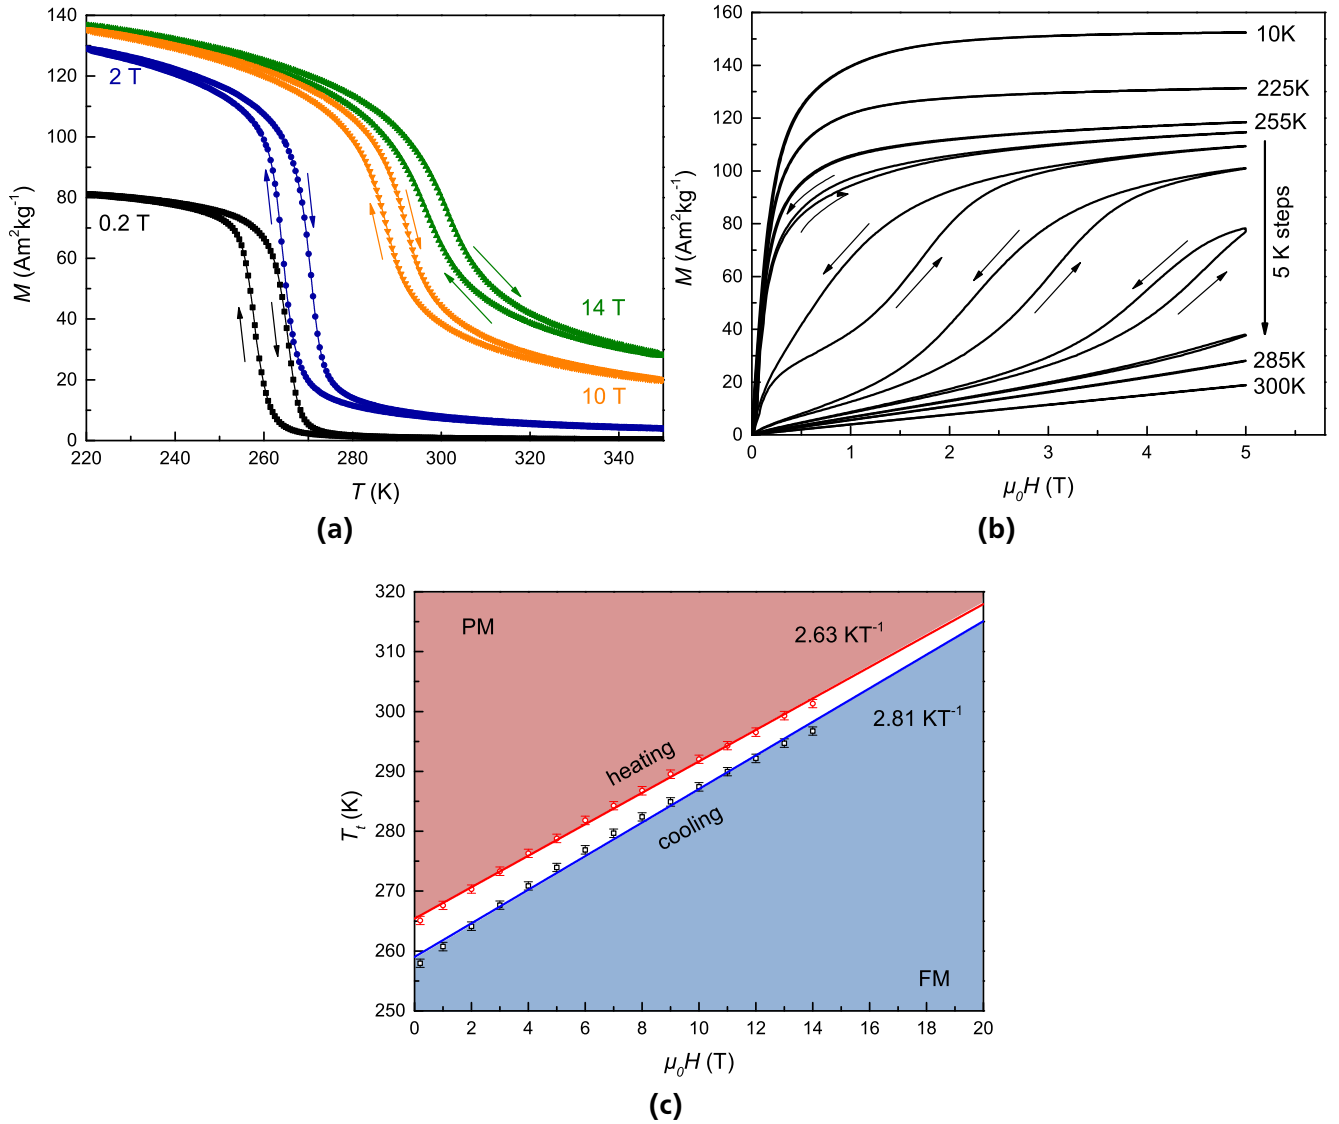 140
120
100
80
60
40
20
0
M (Am²kg⁻¹)
2 T
0.2 T
14 T
10 T
220 240 260 280 300 320 340
T (K)
(a)
160
140
120
100
80
60
40
20
0
M (Am²kg⁻¹)
10K
225K
255K
5 K steps
285K
300K
0 1 2 3 4 5
μ₀H (T)
(b)
320
310
300
290
280
270
260
250
T_t (K)
PM
2.63 KT⁻¹
2.81 KT⁻¹
heating
cooling
FM
0 2 4 6 8 10 12 14 16 18 20
μ₀H (T)
(c)